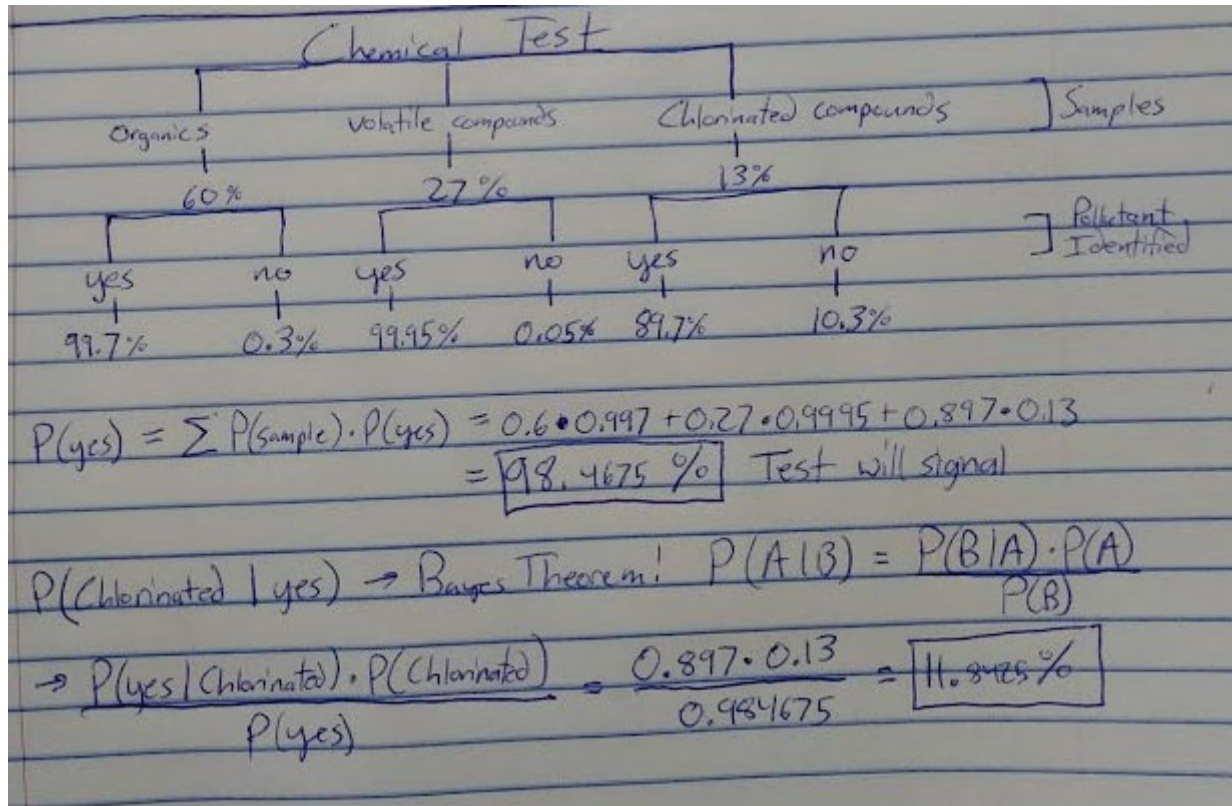 Chemical Test
Organics volatile compounds Chlorinated compounds ] Samples
60% 27% 13%
yes no yes no yes no ] Pollutant Identified
99.7% 0.3% 99.95% 0.05% 89.7% 10.3%
P(yes) = ∑ P(sample)·P(yes) = 0.6•0.997 + 0.27•0.9995 + 0.897•0.13
= 98.4675 % Test will signal
P(Chlorinated | yes) → Bayes Theorem! P(A|B) = P(B|A)·P(A) / P(B)
→ P(yes | Chlorinated)·P(Chlorinated) / P(yes) = 0.897·0.13 / 0.984675 = 11.8425%